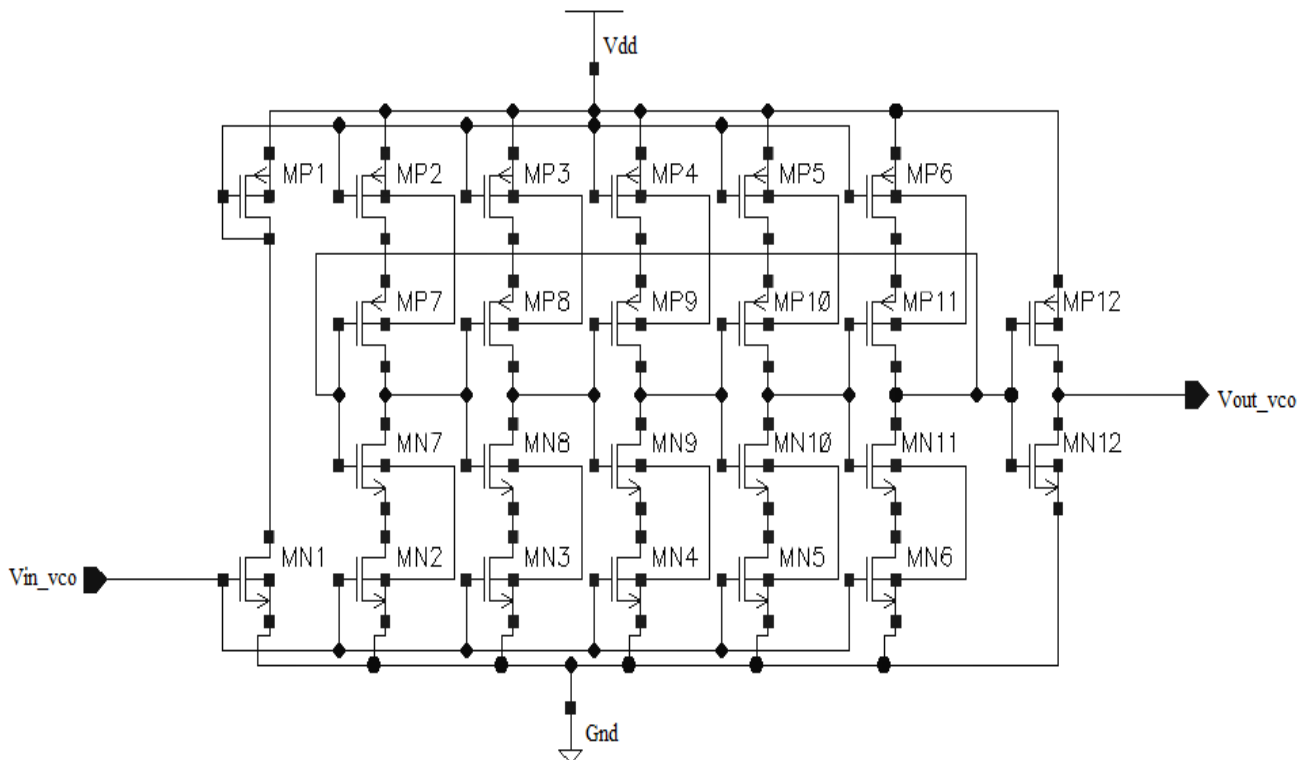 Vdd
MP1 MP2 MP3 MP4 MP5 MP6
MP7 MP8 MP9 MP10 MP11 MP12
Vout_vco
MN7 MN8 MN9 MN10 MN11 MN12
MN1 MN2 MN3 MN4 MN5 MN6
Vin_vco
Gnd